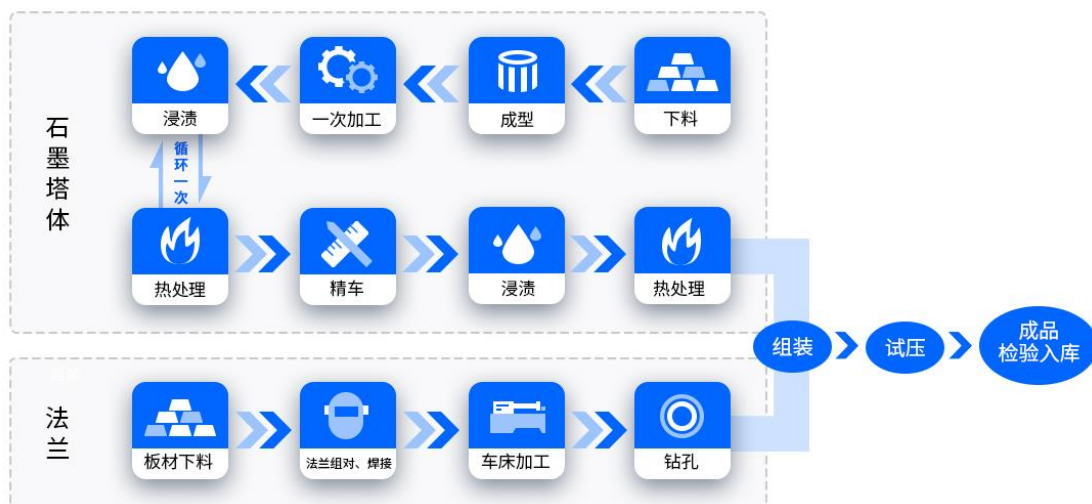 石墨塔体
浸渍
一次加工
成型
下料
循环一次
热处理
精车
浸渍
热处理
组装
试压
成品
检验入库
法兰
板材下料
法兰组对、焊接
车床加工
钻孔